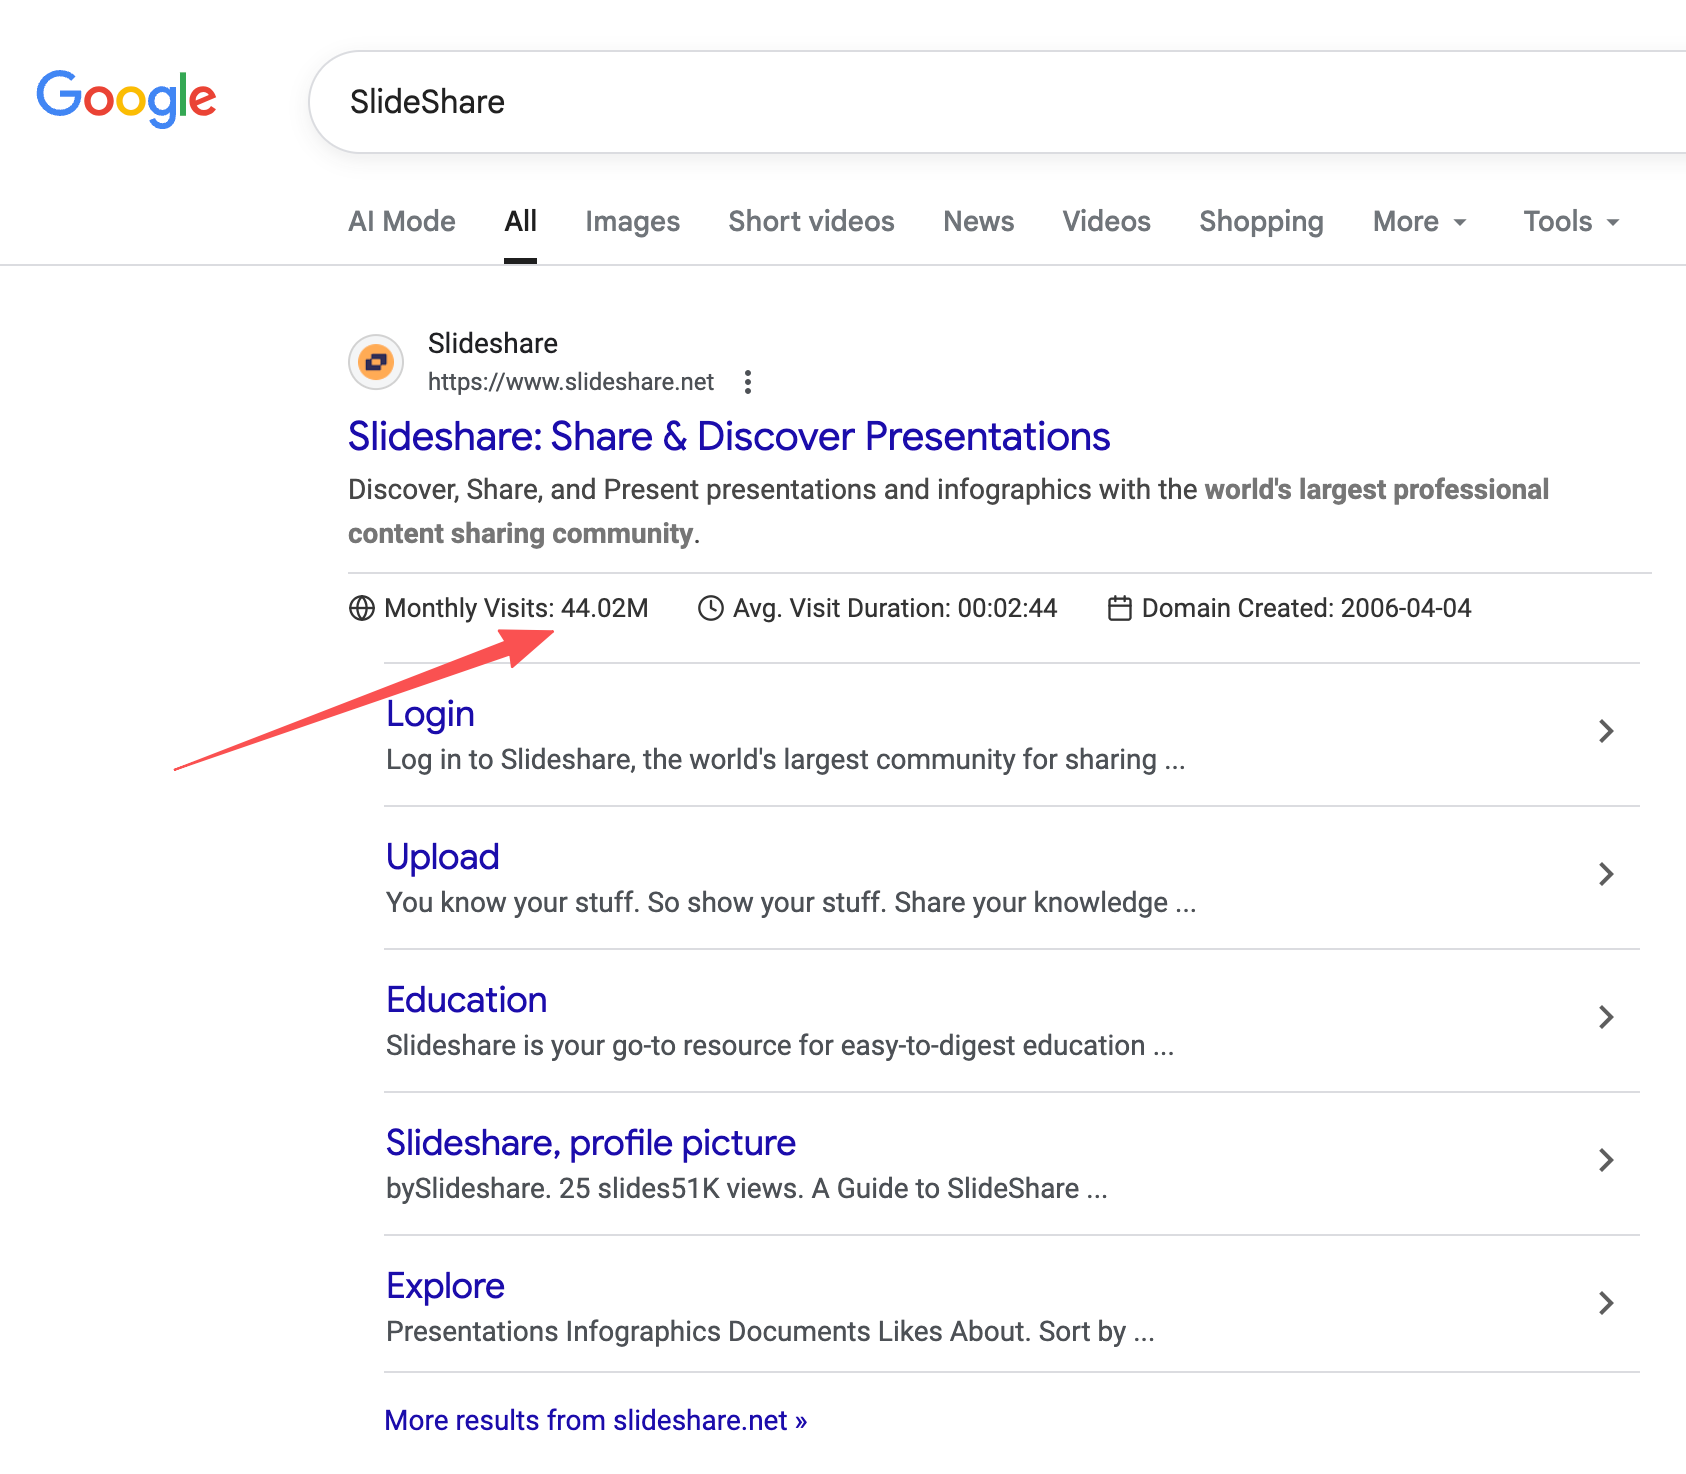 Google
SlideShare
AI Mode All Images Short videos News Videos Shopping More Tools
Slideshare
https://www.slideshare.net
Slideshare: Share & Discover Presentations
Discover, Share, and Present presentations and infographics with the world's largest professional
content sharing community.
Monthly Visits: 44.02M Avg. Visit Duration: 00:02:44 Domain Created: 2006-04-04
Login
Log in to Slideshare, the world's largest community for sharing ...
Upload
You know your stuff. So show your stuff. Share your knowledge ...
Education
Slideshare is your go-to resource for easy-to-digest education ...
Slideshare, profile picture
bySlideshare. 25 slides51K views. A Guide to SlideShare ...
Explore
Presentations Infographics Documents Likes About. Sort by ...
More results from slideshare.net »